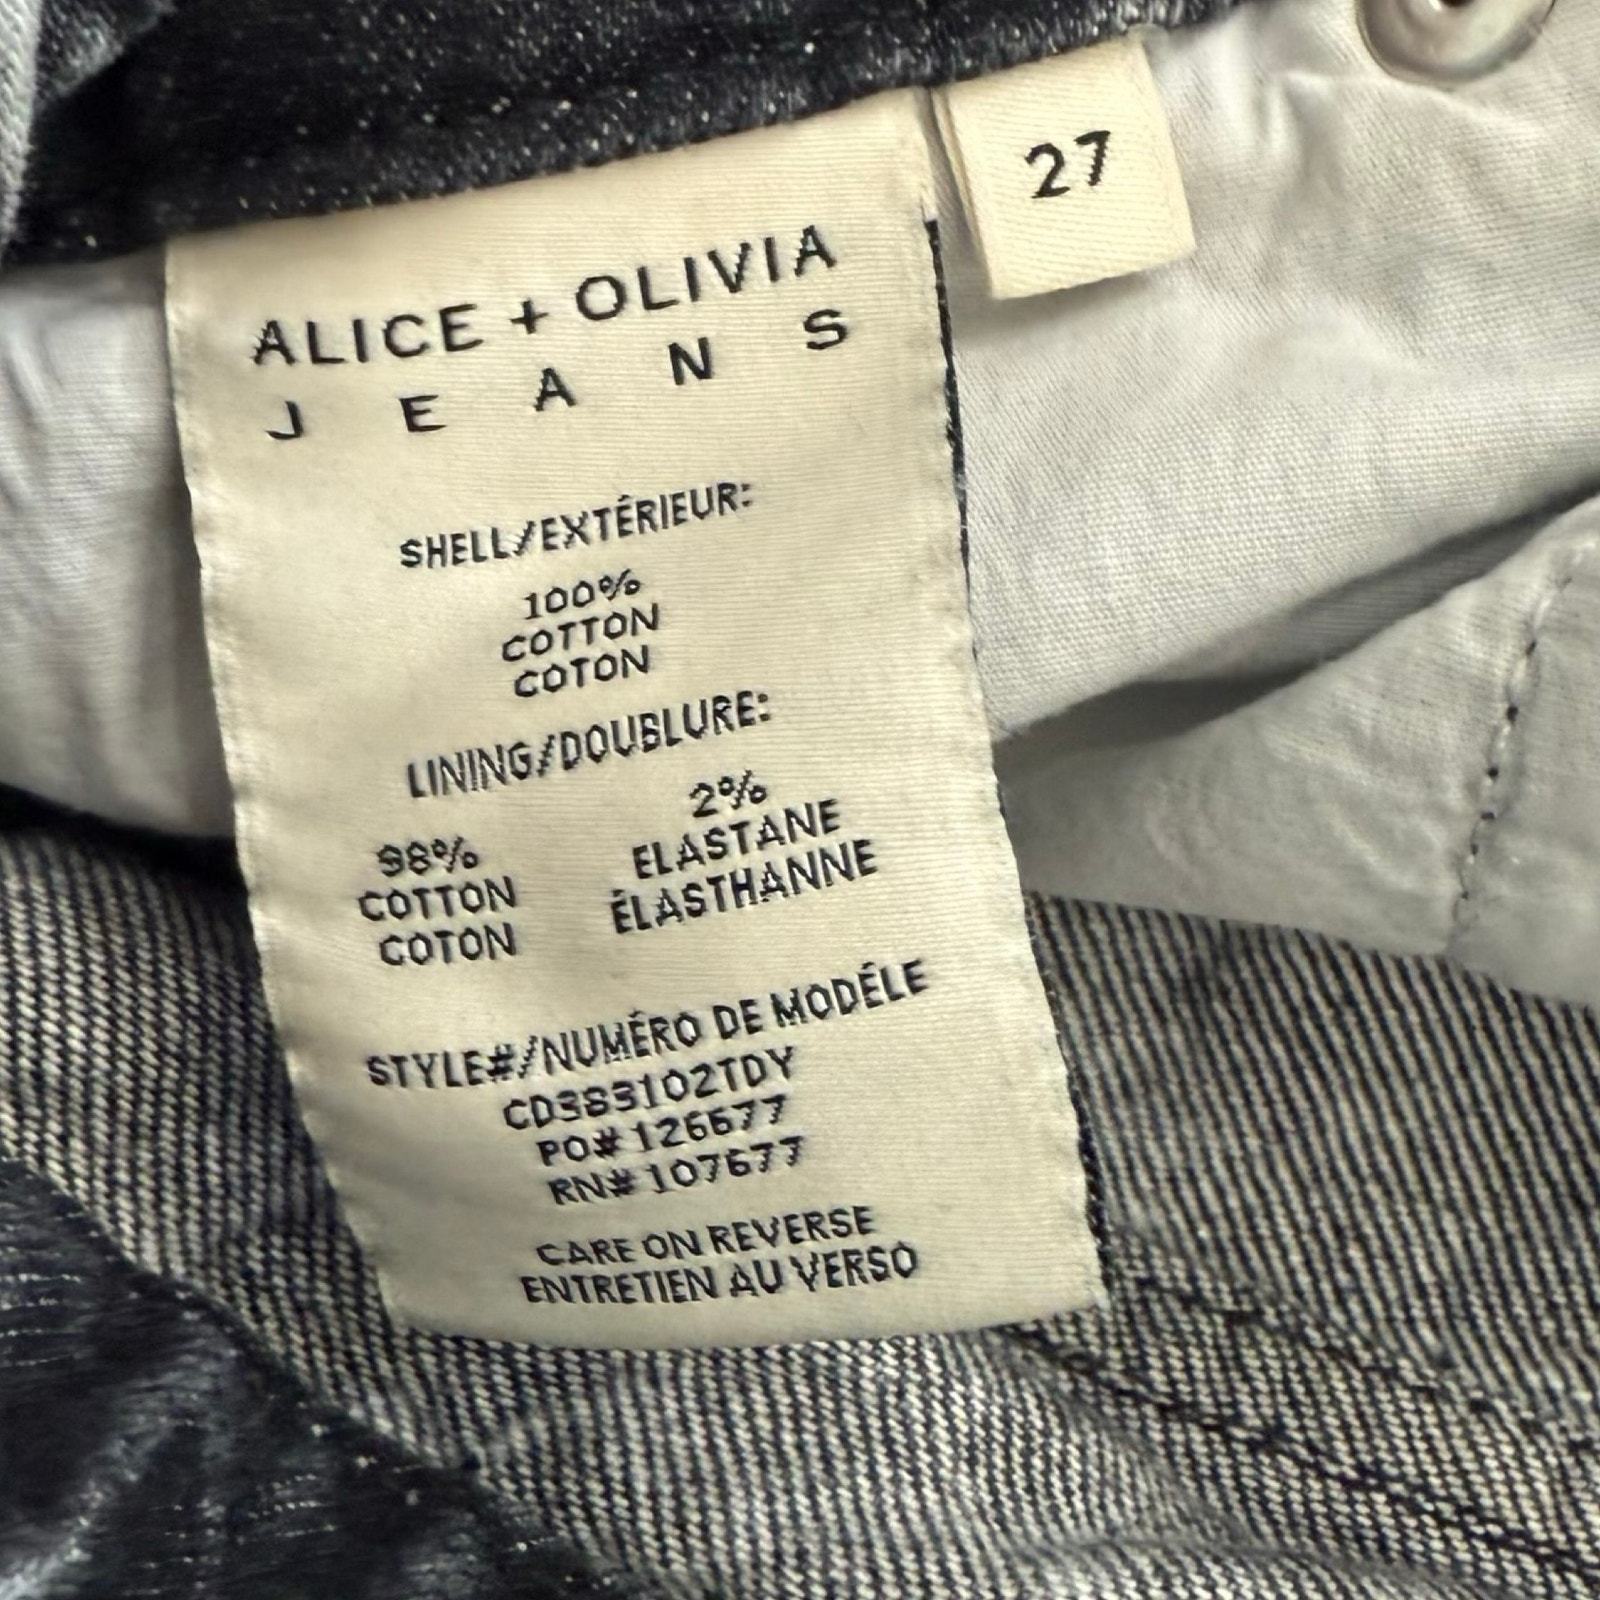 27
ALICE + OLIVIA
JEANS
SHELL/EXTÉRIEUR:
100%
COTTON
COTON
LINING/DOUBLURE:
98%
COTTON
COTON
2%
ELASTANE
ÉLASTHANNE
STYLE#/NUMÉRO DE MODÉLE
CD383102TDY
PO# 126677
RN# 107677
CARE ON REVERSE
ENTRETIEN AU VERSO